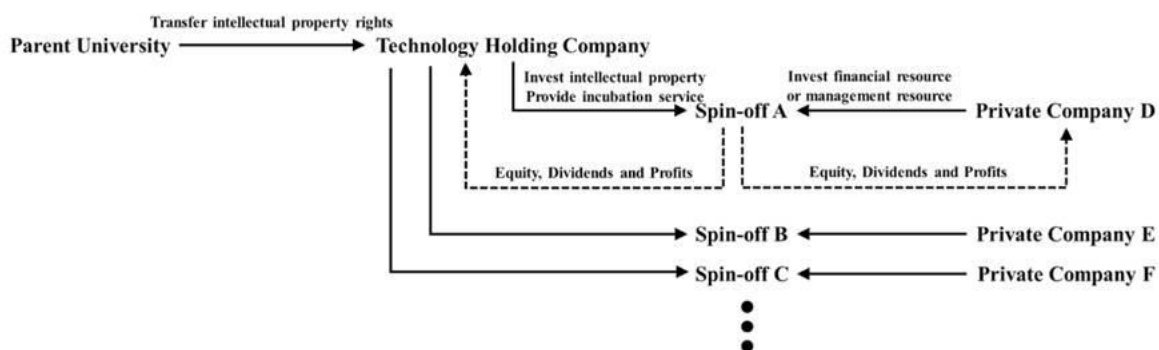 Transfer intellectual property rights
Parent University
Technology Holding Company
Invest intellectual property
Provide incubation service
Invest financial resource
or management resource
Spin-off A
Private Company D
Equity, Dividends and Profits
Equity, Dividends and Profits
Spin-off B
Private Company E
Spin-off C
Private Company F